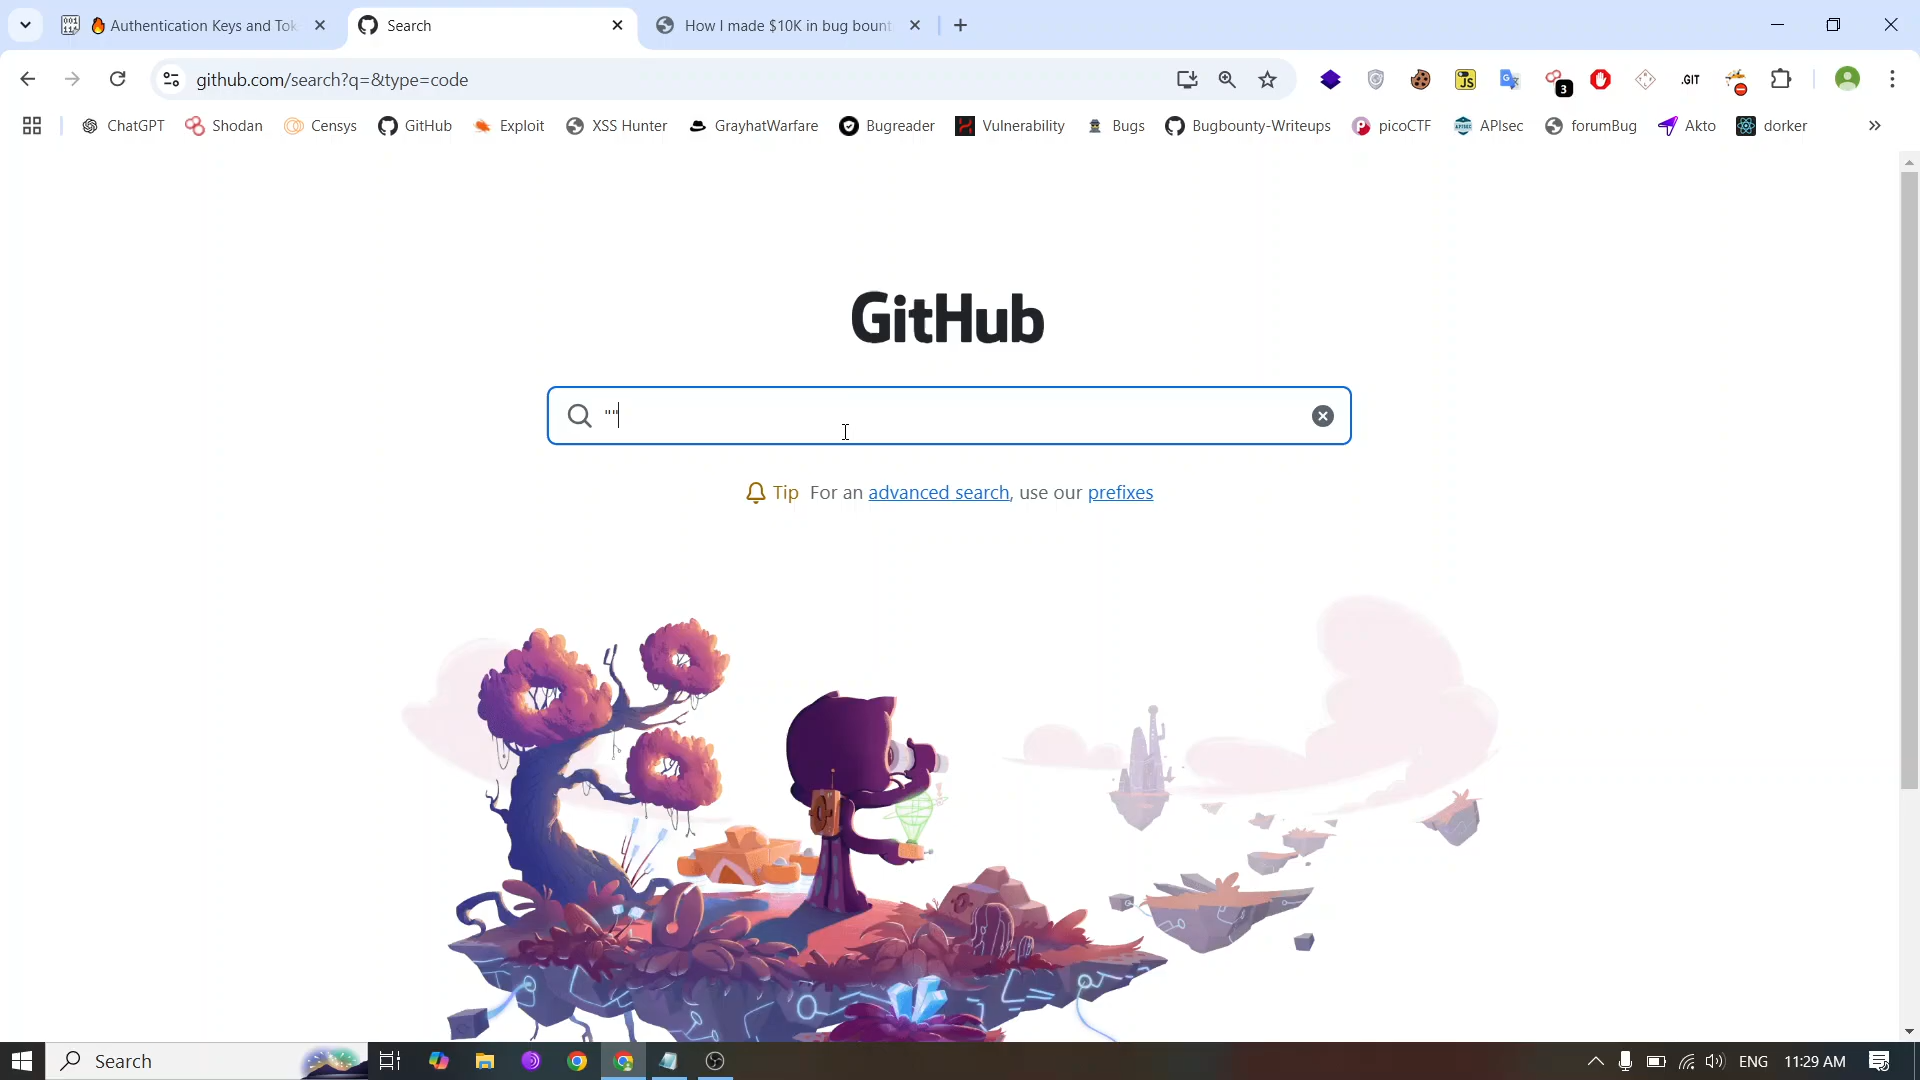 🔥 Authentication Keys and Tok
Search
How I made $10K in bug bount
github.com/search?q=&type=code
JS
3
.GIT
ChatGPT
Shodan
Censys
GitHub
Exploit
XSS Hunter
GrayhatWarfare
Bugreader
Vulnerability
Bugs
Bugbounty-Writeups
picoCTF
APIsec
forumBug
Akto
dorker
GitHub
""
Tip For an advanced search, use our prefixes
Search
ENG
11:29 AM